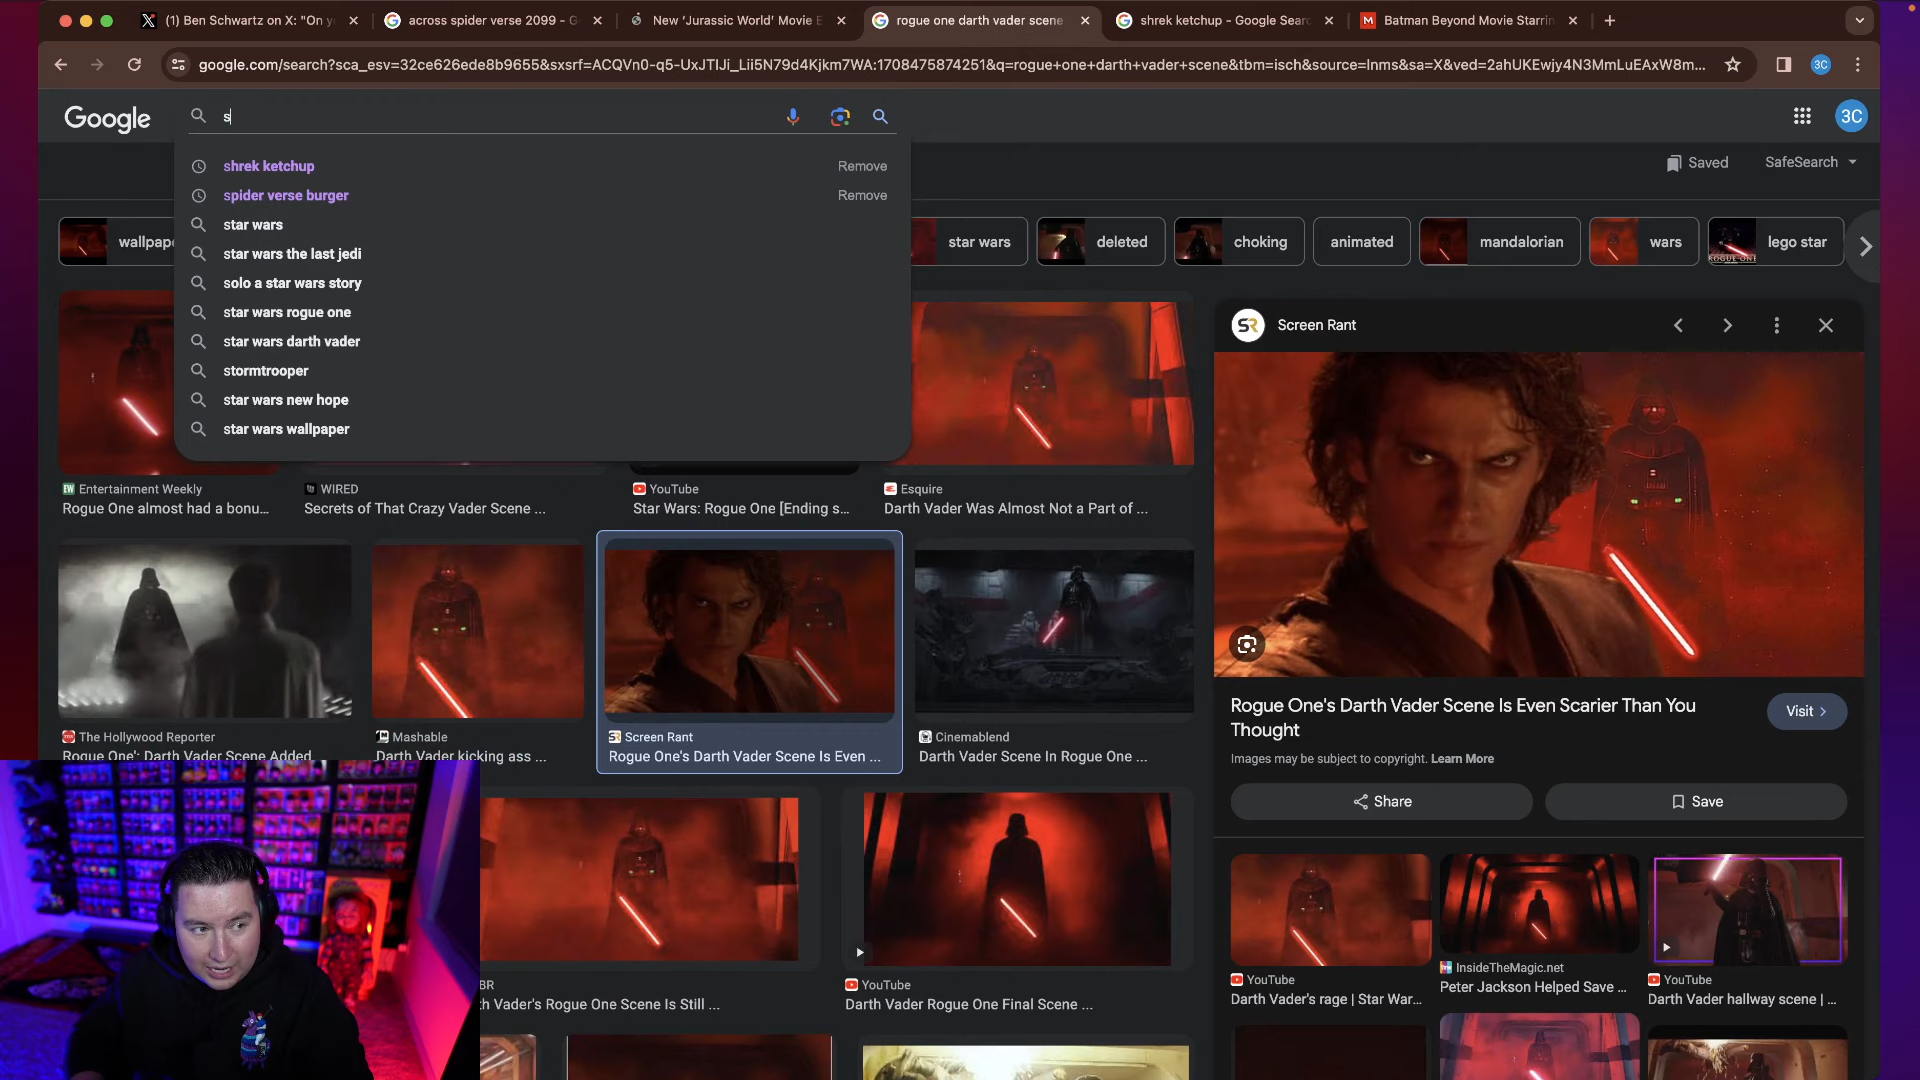 (1) Ben Schwartz on X: "On y
across spider verse 2099 - G
New 'Jurassic World' Movie E
rogue one darth vader scene
shrek ketchup - Google Sear
Batman Beyond Movie Starrin
google.com/search?sca_esv=32ce626ede8b9655&sxsrf=ACQVn0-q5-UxJTIJi_Lii5N79d4Kjkm7WA:1708475874251&q=rogue+one+darth+vader+scene&tbm=isch&source=lnms&sa=X&ved=2ahUKEwjy4N3MmLuEAxW8m...
3C
Google
s
3C
shrek ketchup
Remove
spider verse burger
Remove
star wars
star wars the last jedi
solo a star wars story
star wars rogue one
star wars darth vader
stormtrooper
star wars new hope
star wars wallpaper
Saved
SafeSearch
wallpape
star wars
deleted
choking
animated
mandalorian
wars
ROGUE ONE
lego star
Entertainment Weekly
Rogue One almost had a bonu...
WIRED
Secrets of That Crazy Vader Scene ...
YouTube
Star Wars: Rogue One [Ending s...
Esquire
Darth Vader Was Almost Not a Part of ...
The Hollywood Reporter
Rogue One': Darth Vader Scene Added
Mashable
Darth Vader kicking ass ...
Screen Rant
Rogue One's Darth Vader Scene Is Even ...
Cinemablend
Darth Vader Scene In Rogue One ...
BR
th Vader's Rogue One Scene Is Still ...
YouTube
Darth Vader Rogue One Final Scene ...
SR
Screen Rant
Rogue One's Darth Vader Scene Is Even Scarier Than You
Thought
Visit
Images may be subject to copyright. Learn More
Share
Save
YouTube
Darth Vader's rage | Star War...
InsideTheMagic.net
Peter Jackson Helped Save ...
YouTube
Darth Vader hallway scene | ...